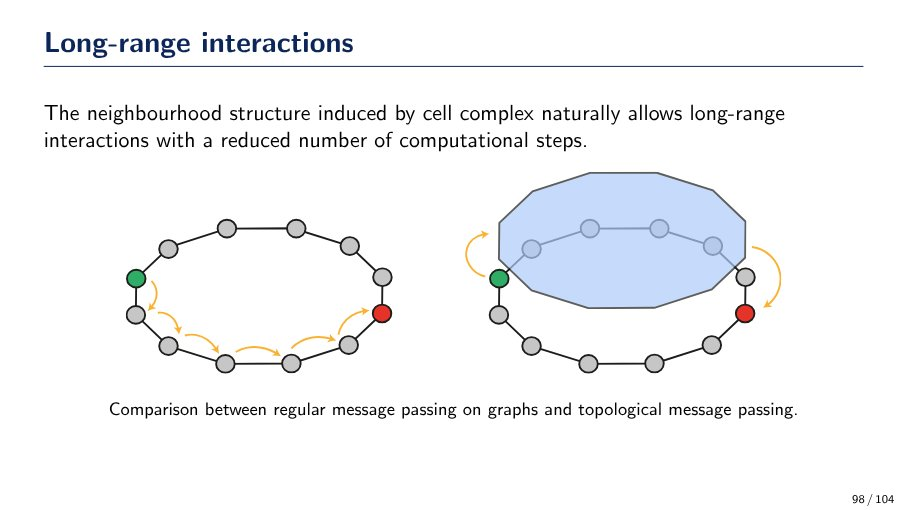 Long-range interactions
The neighbourhood structure induced by cell complex naturally allows long-range
interactions with a reduced number of computational steps.
Comparison between regular message passing on graphs and topological message passing.
98 / 104